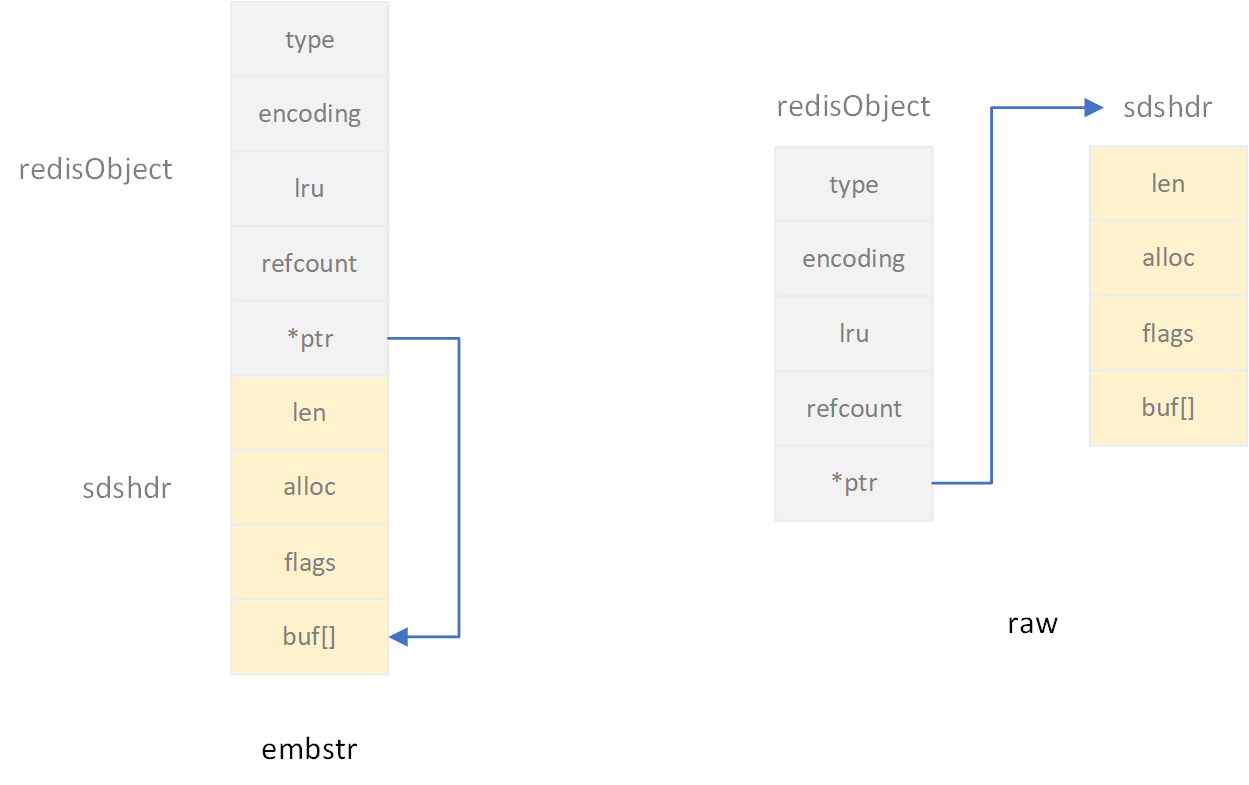 redisObject
type
encoding
lru
refcount
*ptr
sdshdr
len
alloc
flags
buf[]
embstr
redisObject
type
encoding
lru
refcount
*ptr
sdshdr
len
alloc
flags
buf[]
raw